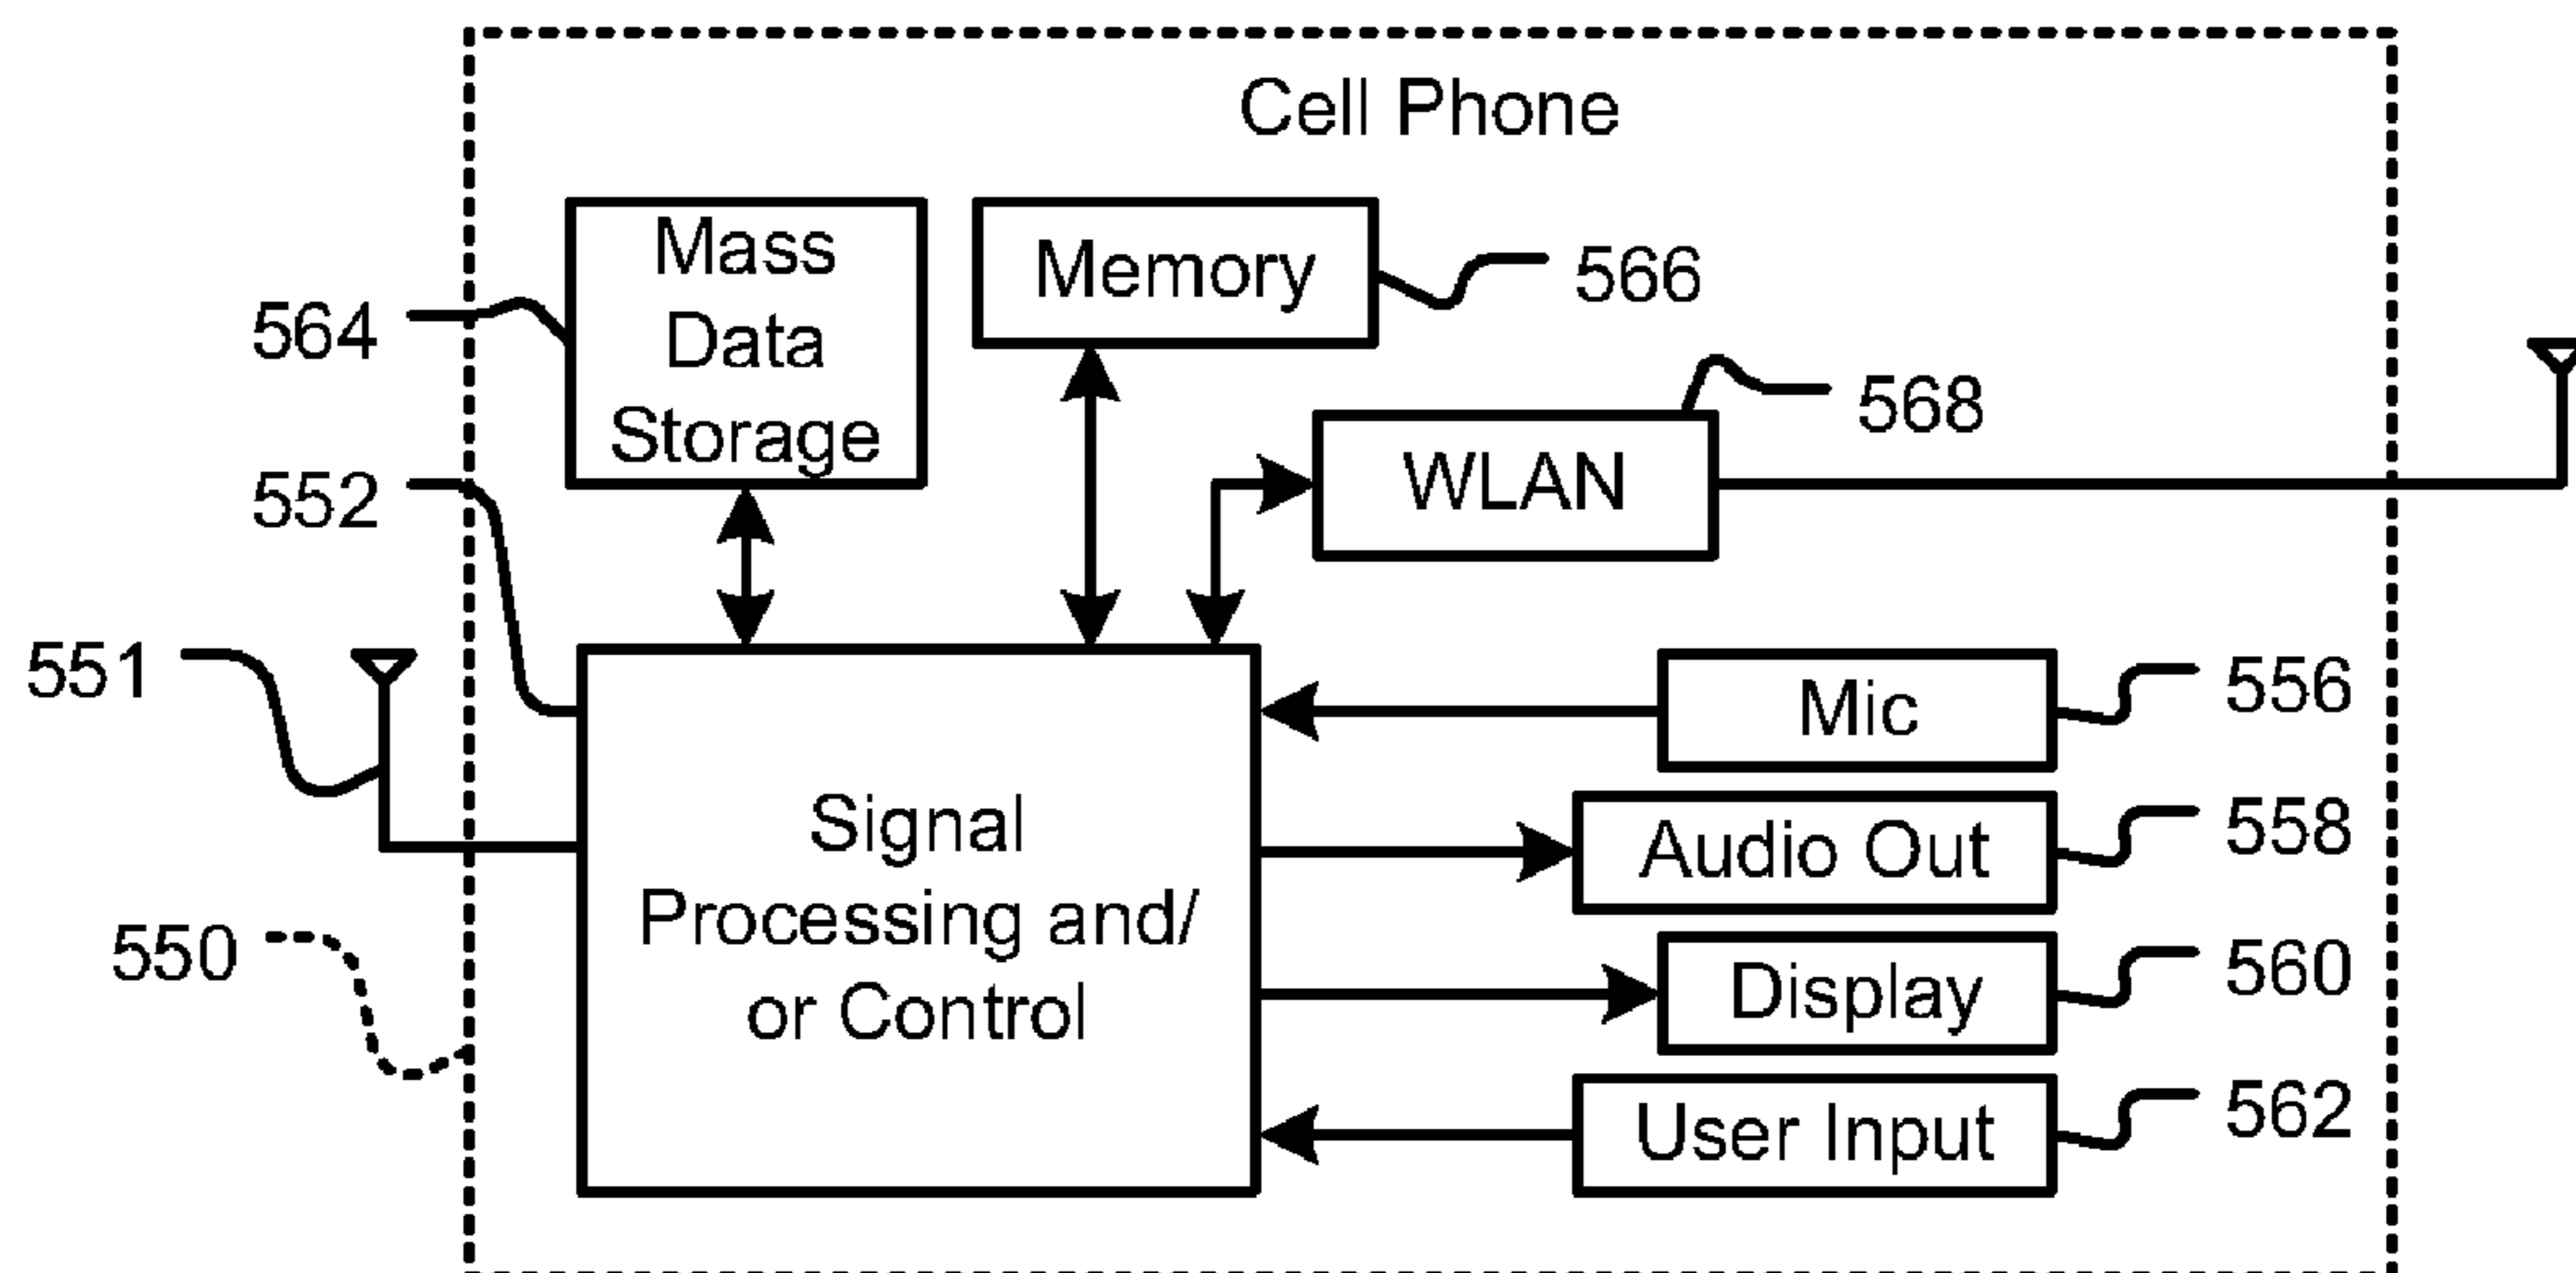 Cell Phone
Mass
Data
Storage
Memory
566
564
568
WLAN
552
551
Mic
556
Signal
Processing and/
or Control
Audio Out
558
550
Display
560
User Input
562